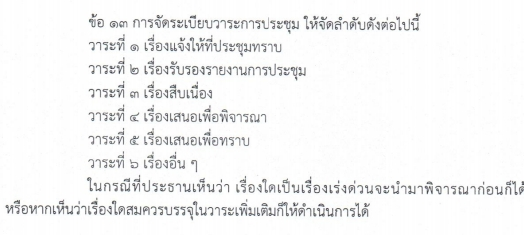 ข้อ ๑๓ การจัดระเบียบวาระการประชุม ให้จัดลำดับดังต่อไปนี้
วาระที่ ๑ เรื่องแจ้งให้ที่ประชุมทราบ
วาระที่ ๒ เรื่องรับรองรายงานการประชุม
วาระที่ ๓ เรื่องสืบเนื่อง
วาระที่ ๔ เรื่องเสนอเพื่อพิจารณา
วาระที่ ๕ เรื่องเสนอเพื่อทราบ
วาระที่ ๖ เรื่องอื่น ๆ
ในกรณีที่ประธานเห็นว่า เรื่องใดเป็นเรื่องเร่งด่วนจะนำมาพิจารณาก่อนก็ได้
หรือหากเห็นว่าเรื่องใดสมควรบรรจุในวาระเพิ่มเติมก็ให้ดำเนินการได้